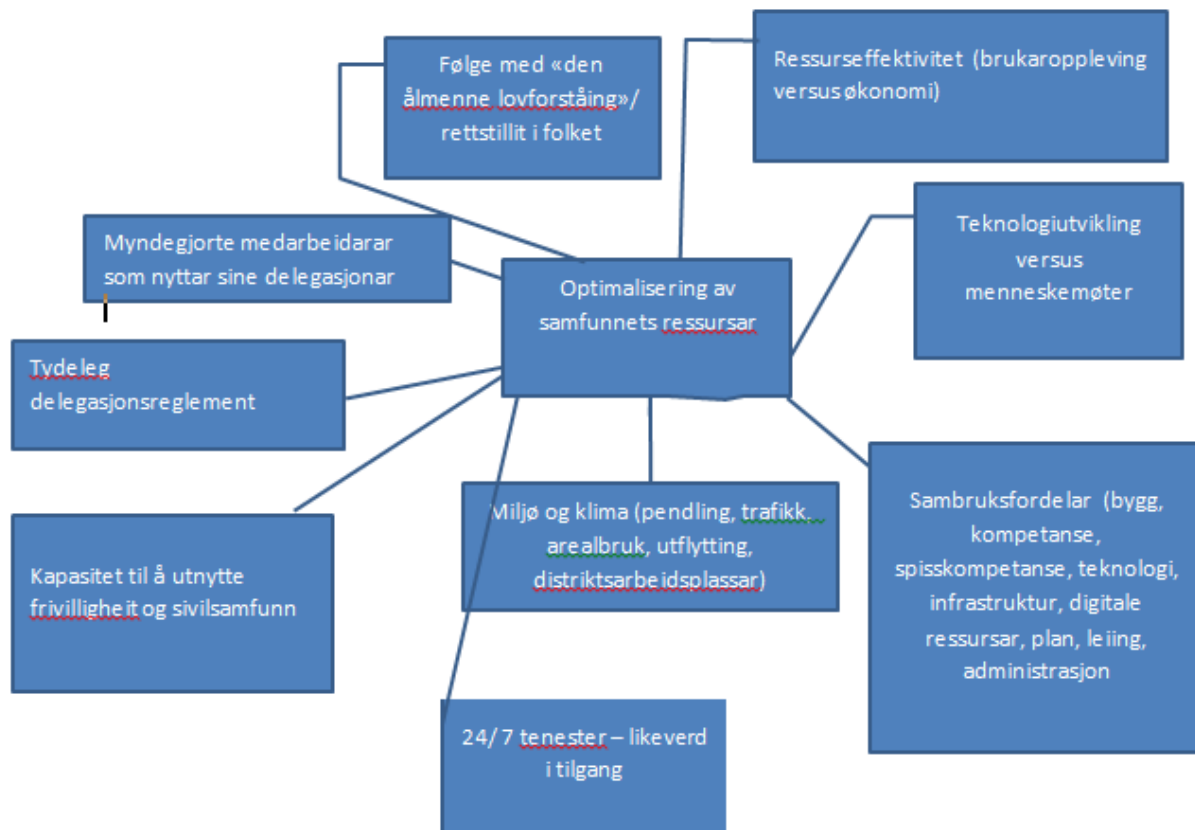 Følge med «den
ålmenne lovforståing»/
rettstillit i folket
Ressurseffektivitet (brukaroppleving
versus økonomi)
Myndegjorte medarbeidarar
som nyttar sine delegasjonar
Teknologiutvikling
versus
menneskemøter
Optimalisering av
samfunnets ressursar
Tydeleg
delegasjonsreglement
Kapasitet til å utnytte
frivilligheit og sivilsamfunn
Miljø og klima (pendling, trafikk,
arealbruk, utflytting,
distriktsarbeidsplassar)
Sambruksfordelar (bygg,
kompetanse,
spisskompetanse, teknologi,
infrastruktur, digitale
ressursar, plan, leiing,
administrasjon
24/ 7 tenester – likeverd
i tilgang